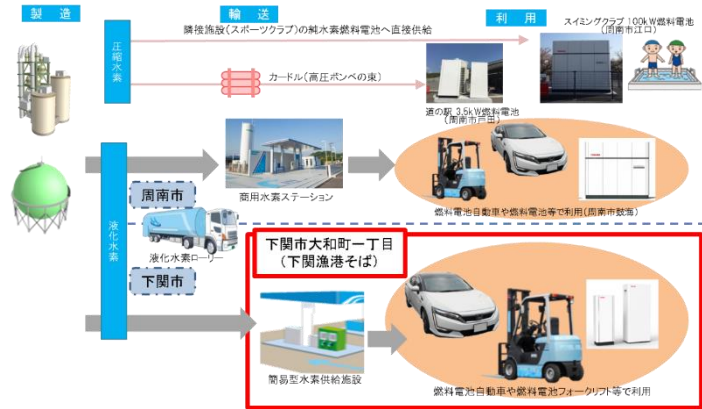 製 造
輸 送
利 用
圧縮水素
隣接施設(スポーツクラブ)の純水素燃料電池へ直接供給
スイミングクラブ 100kW燃料電池
(周南市江口)
カードル(高圧ボンベの束)
道の駅 3.5kW燃料電池
(周南市戸田)
液化水素
商用水素ステーション
周南市
燃料電池自動車や燃料電池等で利用(周南市鼓海)
液化水素ローリー
下関市
下関市大和町一丁目
(下関漁港そば)
簡易型水素供給施設
燃料電池自動車や燃料電池フォークリフト等で利用